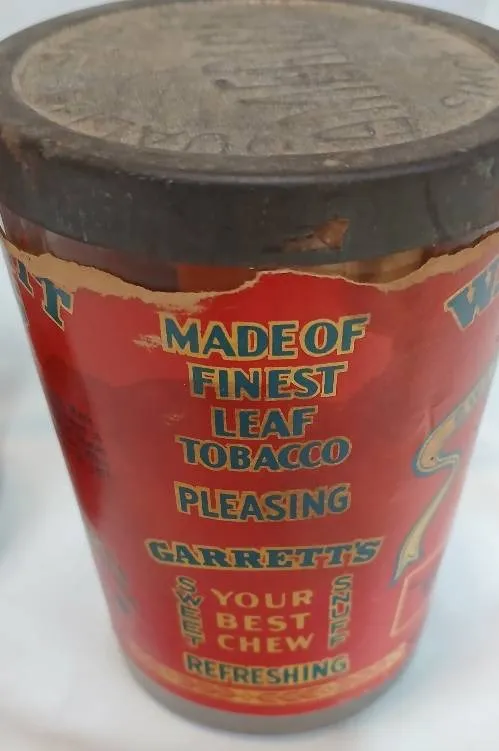 MADE OF
FINEST
LEAF
TOBACCO
PLEASING
GARRETT'S
SWEET
YOUR
BEST
CHEW
SNUFF
REFRESHING